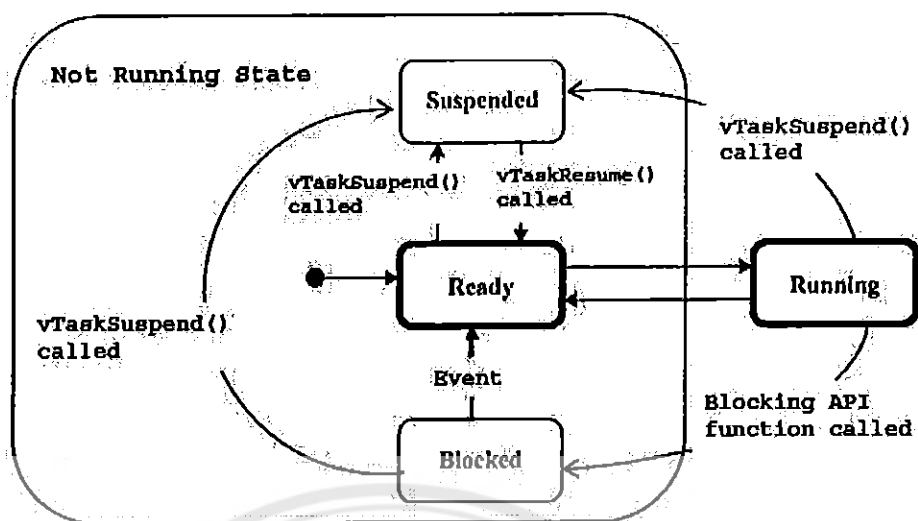 Not Running State
Suspended
vTaskSuspend()
called
vTaskSuspend()
called
vTaskResume()
called
Ready
Running
vTaskSuspend()
called
Event
Blocking API
function called
Blocked